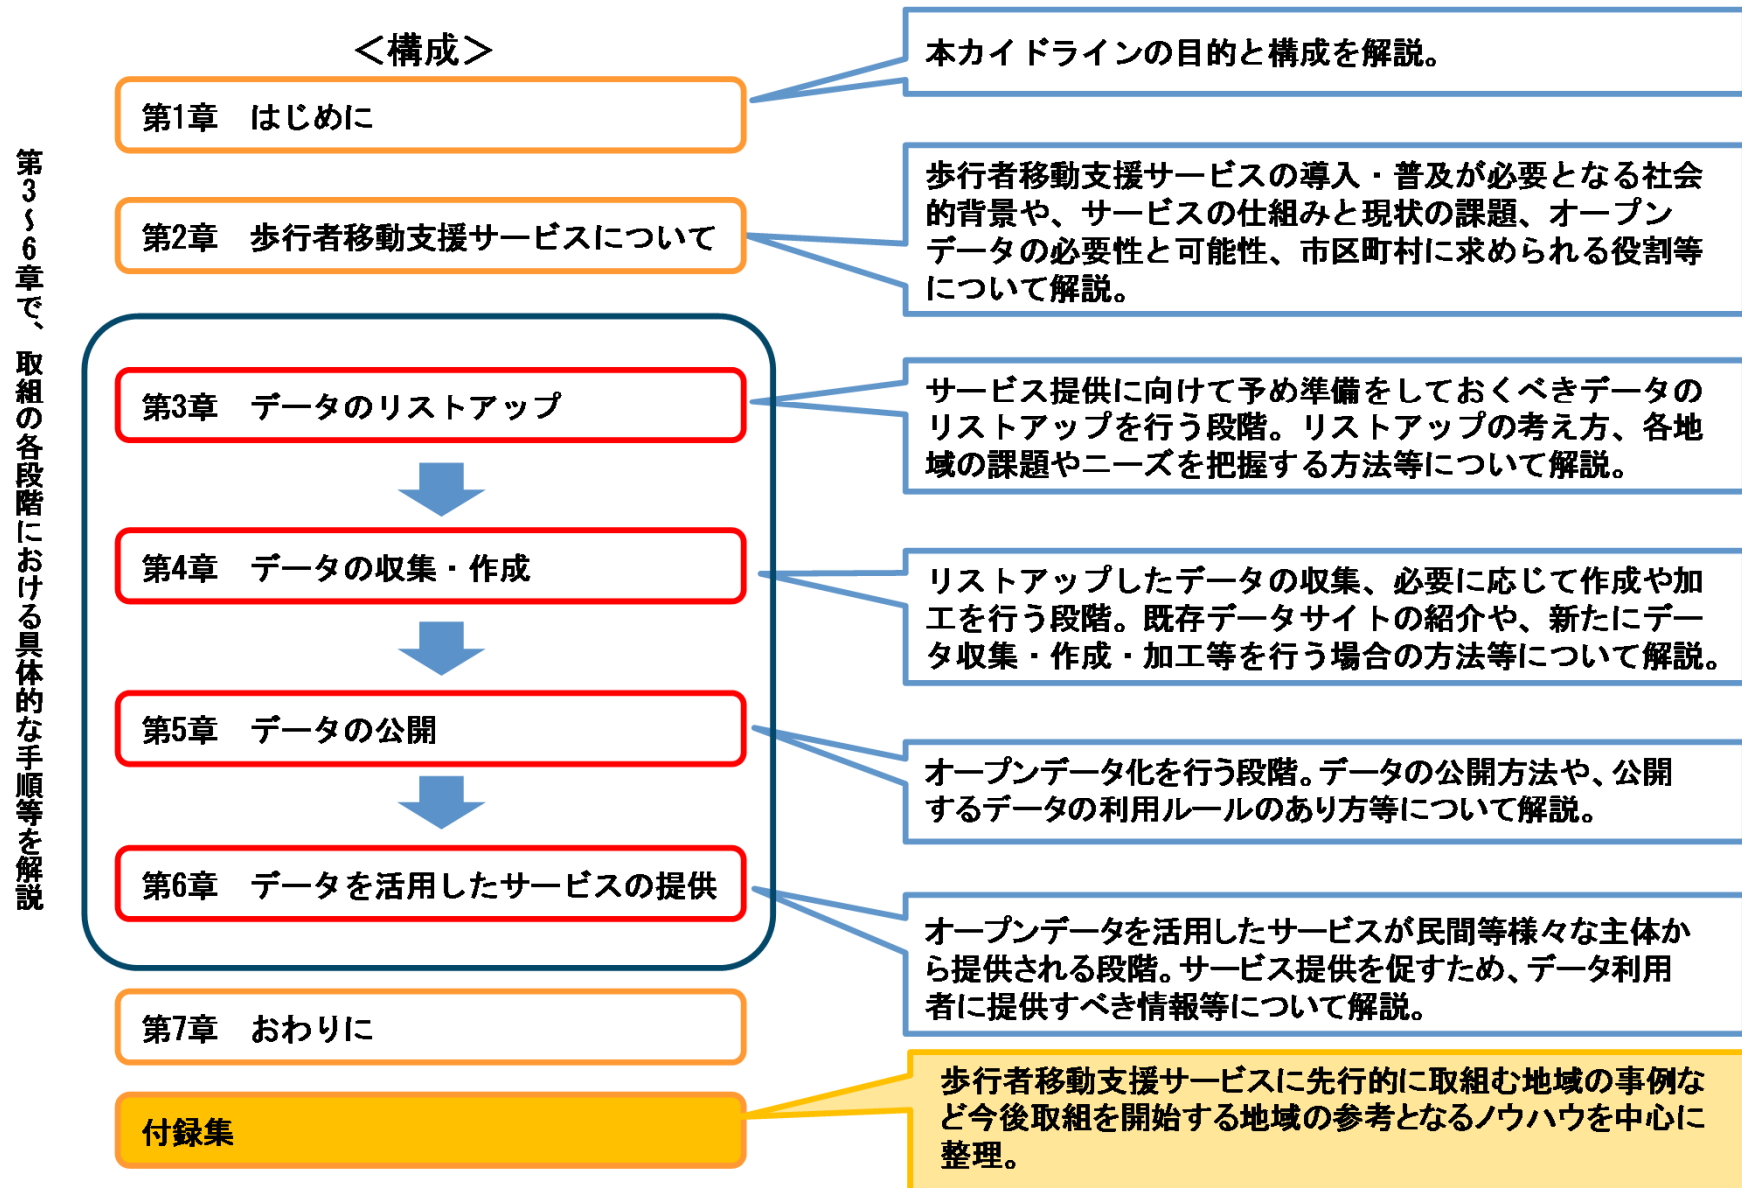 ＜構成＞
第1章　はじめに
本カイドラインの目的と構成を解説。
第2章　歩行者移動支援サービスについて
歩行者移動支援サービスの導入・普及が必要となる社会
的背景や、サービスの仕組みと現状の課題、オープン
データの必要性と可能性、市区町村に求められる役割等
について解説。
第3～6章で、取組の各段階における具体的な手順等を解説
第3章　データのリストアップ
サービス提供に向けて予め準備をしておくべきデータの
リストアップを行う段階。リストアップの考え方、各地
域の課題やニーズを把握する方法等について解説。
第4章　データの収集・作成
リストアップしたデータの収集、必要に応じて作成や加
工を行う段階。既存データサイトの紹介や、新たにデー
タ収集・作成・加工等を行う場合の方法等について解説。
第5章　データの公開
オープンデータ化を行う段階。データの公開方法や、公開
するデータの利用ルールのあり方等について解説。
第6章　データを活用したサービスの提供
オープンデータを活用したサービスが民間等様々な主体か
ら提供される段階。サービス提供を促すため、データ利用
者に提供すべき情報等について解説。
第7章　おわりに
付録集
歩行者移動支援サービスに先行的に取組む地域の事例な
ど今後取組を開始する地域の参考となるノウハウを中心に
整理。